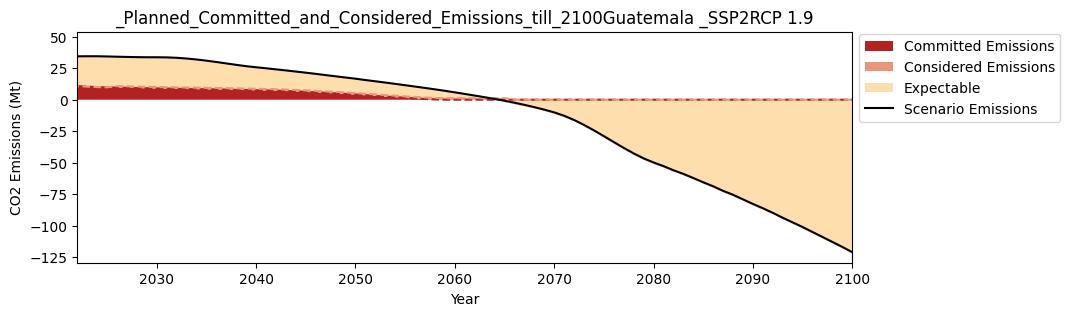 _Planned_Committed_and_Considered_Emissions_till_2100Guatemala _SSP2RCP 1.9
50
25
0
−25
−50
−75
−100
−125
CO2 Emissions (Mt)
2030 2040 2050 2060 2070 2080 2090 2100
Year
Committed Emissions
Considered Emissions
Expectable
Scenario Emissions